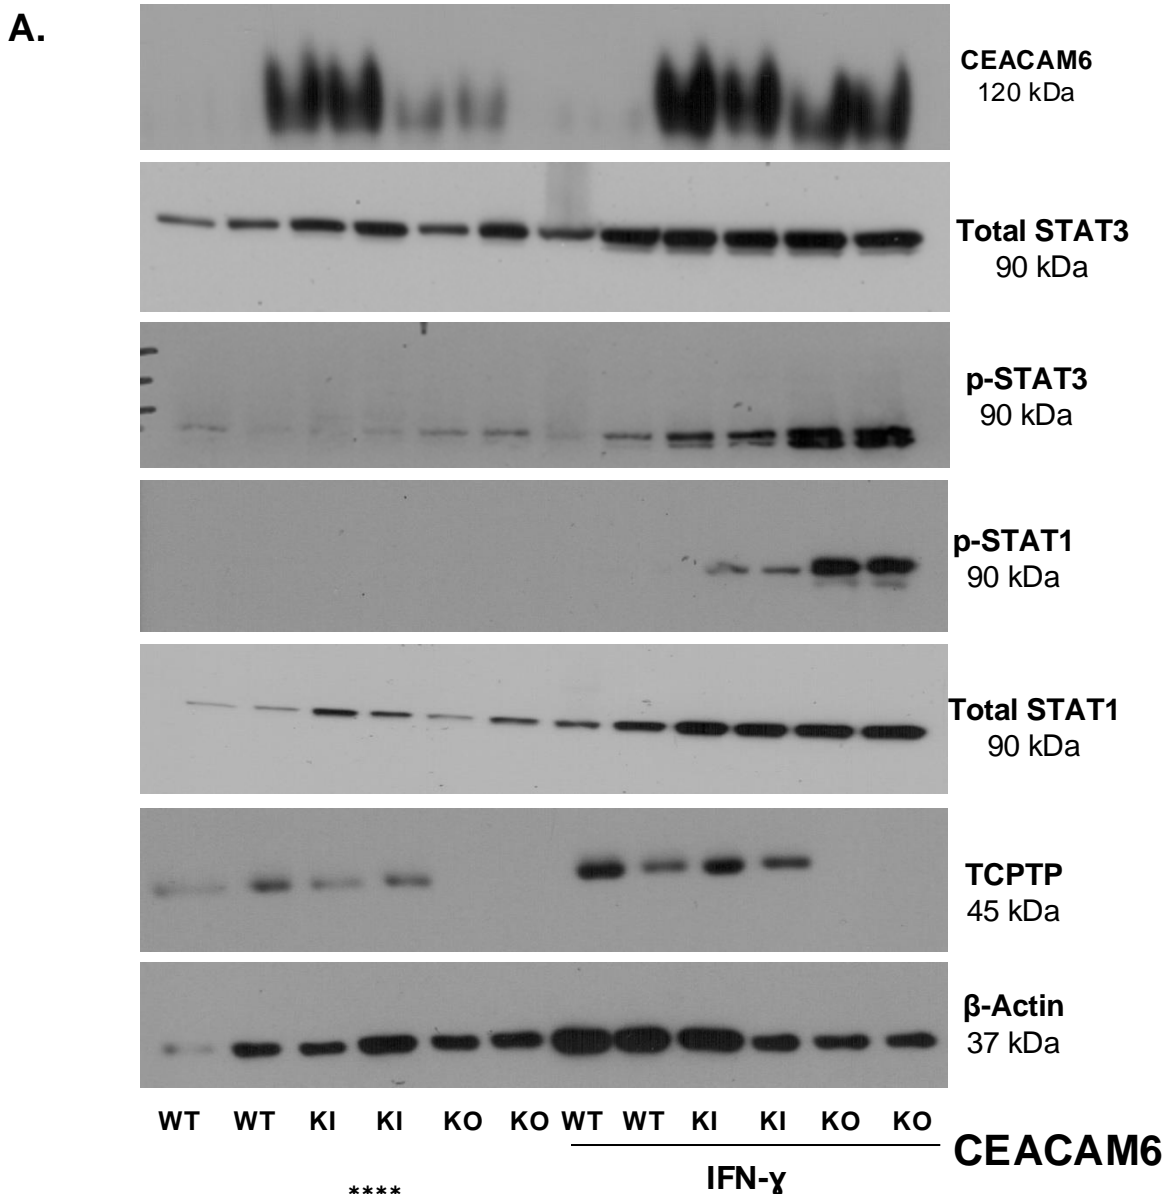 A.
CEACAM6
120 kDa
Total STAT3
90 kDa
p-STAT3
90 kDa
p-STAT1
90 kDa
Total STAT1
90 kDa
TCPTP
45 kDa
β-Actin
37 kDa
WT WT KI KI KO KO WT WT KI KI KO KO
IFN-ɣ
CEACAM6
****